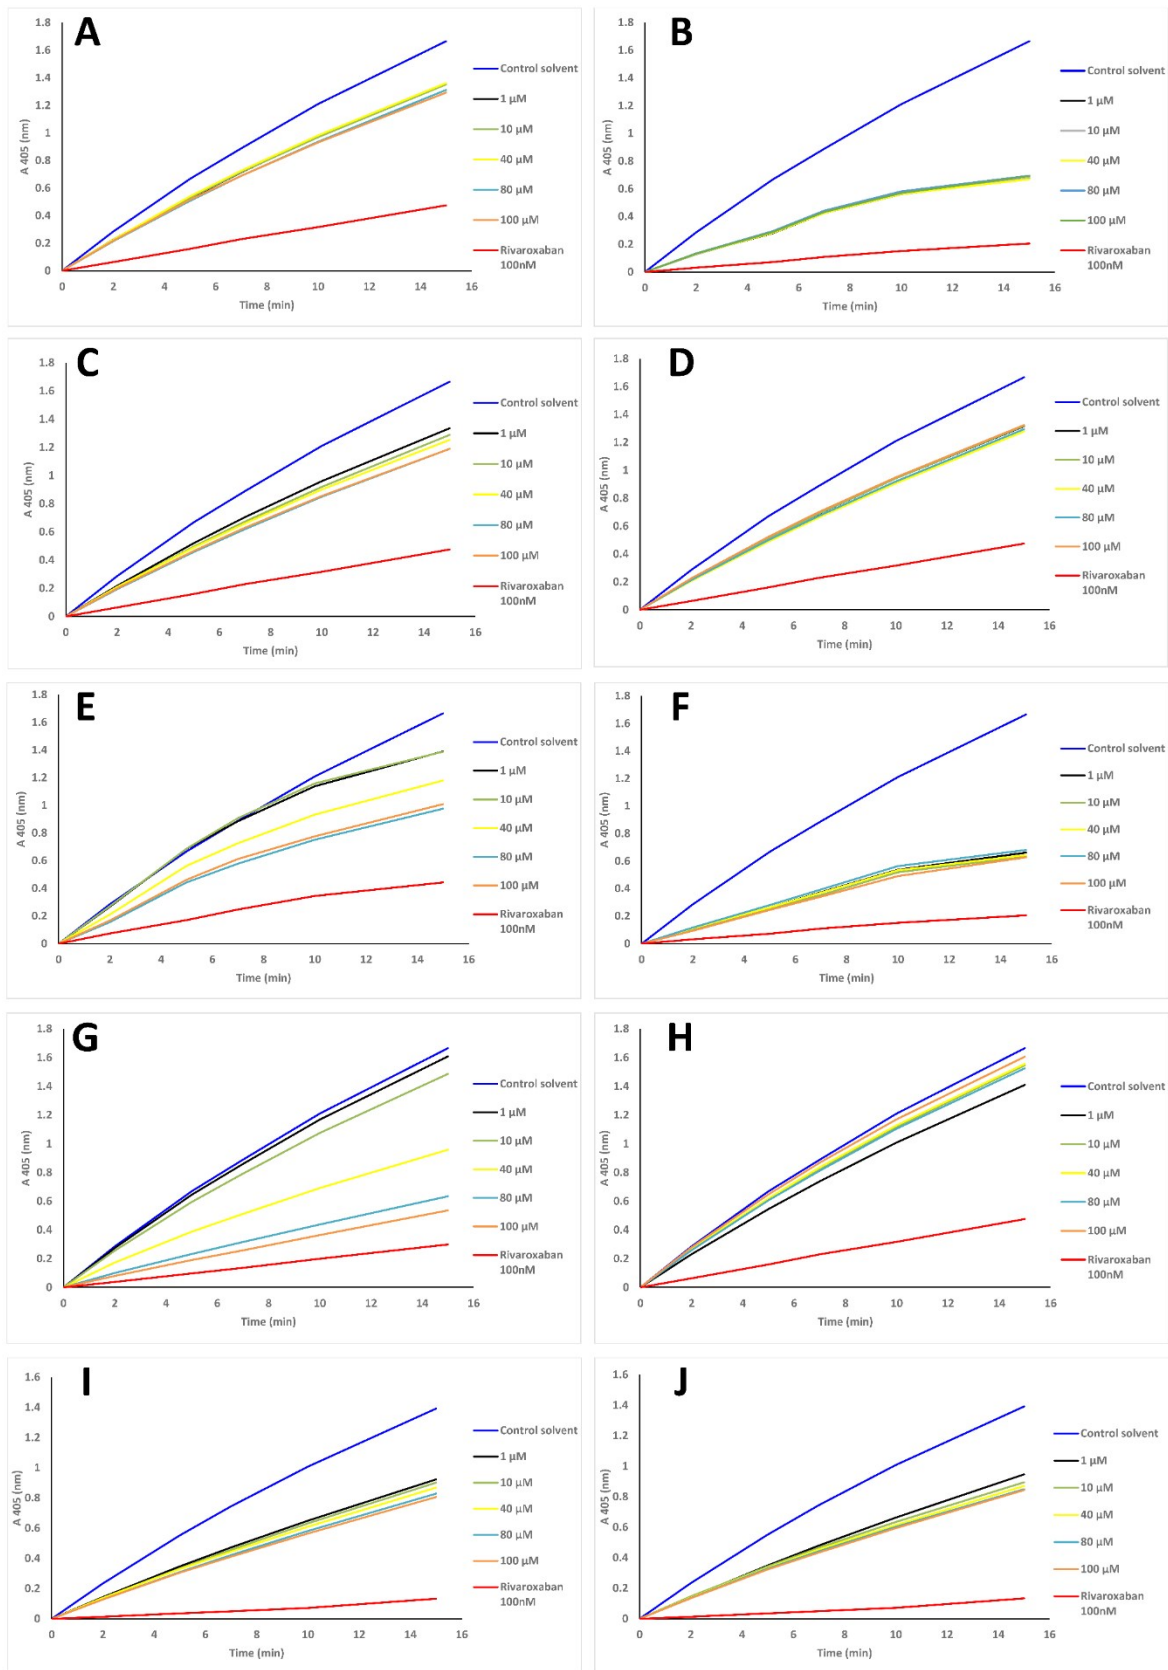 A
1.8
1.6
1.4
1.2
1
0.8
0.6
0.4
0.2
0
A 405 (nm)
0 2 4 6 8 10 12 14 16
Time (min)
Control solvent
1 µM
10 µM
40 µM
80 µM
100 µM
Rivaroxaban
100nM
B
1.8
1.6
1.4
1.2
1
0.8
0.6
0.4
0.2
0
A 405 (nm)
0 2 4 6 8 10 12 14 16
Time (min)
Control solvent
1 µM
10 µM
40 µM
80 µM
100 µM
Rivaroxaban
100nM
C
1.8
1.6
1.4
1.2
1
0.8
0.6
0.4
0.2
0
A 405 (nm)
0 2 4 6 8 10 12 14 16
Time (min)
Control solvent
1 µM
10 µM
40 µM
80 µM
100 µM
Rivaroxaban
100nM
D
1.8
1.6
1.4
1.2
1
0.8
0.6
0.4
0.2
0
A 405 (nm)
0 2 4 6 8 10 12 14 16
Time (min)
Control solvent
1 µM
10 µM
40 µM
80 µM
100 µM
Rivaroxaban
100nM
E
1.8
1.6
1.4
1.2
1
0.8
0.6
0.4
0.2
0
A 405 (nm)
0 2 4 6 8 10 12 14 16
Time (min)
Control solvent
1 µM
10 µM
40 µM
80 µM
100 µM
Rivaroxaban
100nM
F
1.8
1.6
1.4
1.2
1
0.8
0.6
0.4
0.2
0
A 405 (nm)
0 2 4 6 8 10 12 14 16
Time (min)
Control solvent
1 µM
10 µM
40 µM
80 µM
100 µM
Rivaroxaban
100nM
G
1.8
1.6
1.4
1.2
1
0.8
0.6
0.4
0.2
0
A 405 (nm)
0 2 4 6 8 10 12 14 16
Time (min)
Control solvent
1 µM
10 µM
40 µM
80 µM
100 µM
Rivaroxaban
100nM
H
1.8
1.6
1.4
1.2
1
0.8
0.6
0.4
0.2
0
A 405 (nm)
0 2 4 6 8 10 12 14 16
Time (min)
Control solvent
1 µM
10 µM
40 µM
80 µM
100 µM
Rivaroxaban
100nM
I
1.6
1.4
1.2
1
0.8
0.6
0.4
0.2
0
A 405 (nm)
0 2 4 6 8 10 12 14 16
Time (min)
Control solvent
1 µM
10 µM
40 µM
80 µM
100 µM
Rivaroxaban
100nM
J
1.6
1.4
1.2
1
0.8
0.6
0.4
0.2
0
A 405 (nm)
0 2 4 6 8 10 12 14 16
Time (min)
Control solvent
1 µM
10 µM
40 µM
80 µM
100 µM
Rivaroxaban
100nM